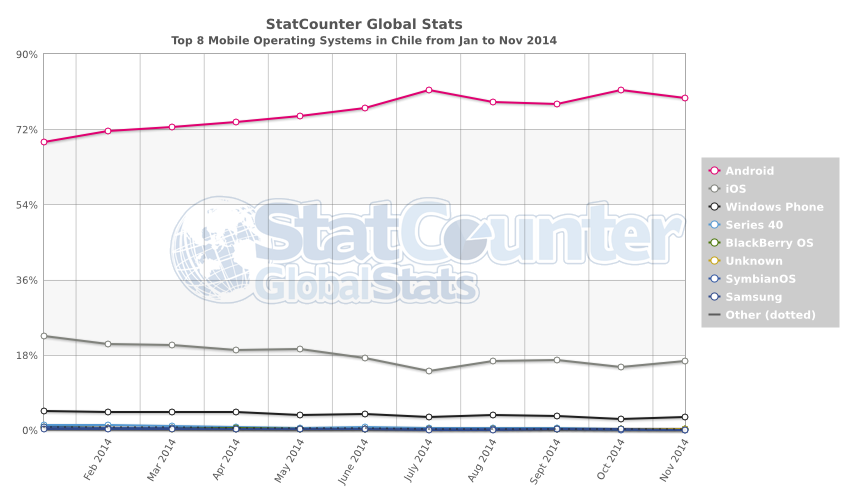 StatCounter Global Stats
Top 8 Mobile Operating Systems in Chile from Jan to Nov 2014
90%
72%
54%
36%
18%
0%
StatCounter
GlobalStats
Feb 2014
Mar 2014
Apr 2014
May 2014
June 2014
July 2014
Aug 2014
Sept 2014
Oct 2014
Nov 2014
Android
iOS
Windows Phone
Series 40
BlackBerry OS
Unknown
SymbianOS
Samsung
Other (dotted)